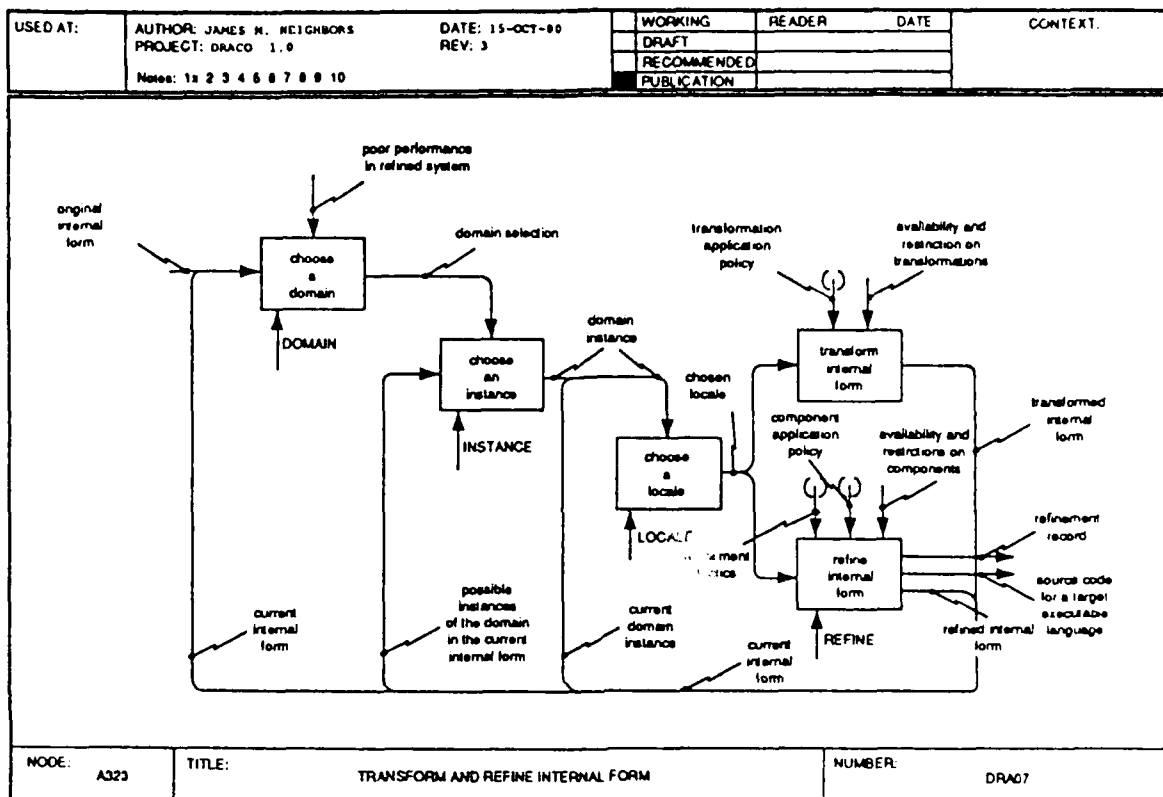 USED AT:
AUTHOR: JAMES M. NEIGHBORS
PROJECT: DRACO 1.0
DATE: 15-OCT-80
REV: 3
Notes: 1x 2 3 4 5 6 7 8 9 10
WORKING
DRAFT
RECOMMENDED
PUBLICATION
READER DATE
CONTEXT:
poor performance
in refined system
original
internal
form
choose
a
domain
DOMAIN
domain selection
choose
an
instance
INSTANCE
domain
instance
choose
a
locale
LOCALE
chosen
locale
transformation
application
policy
availability and
restriction on
transformations
transform
internal
form
component
application
policy
availability and
restrictions on
components
transformed
internal
form
refine
internal
form
REFINE
refinement
record
source code
for a target
executable
language
refined internal
form
current
internal
form
possible
instances
of the domain
in the current
internal form
current
domain
instance
current
internal
form
NODE:
A323
TITLE:
TRANSFORM AND REFINE INTERNAL FORM
NUMBER:
DRA07